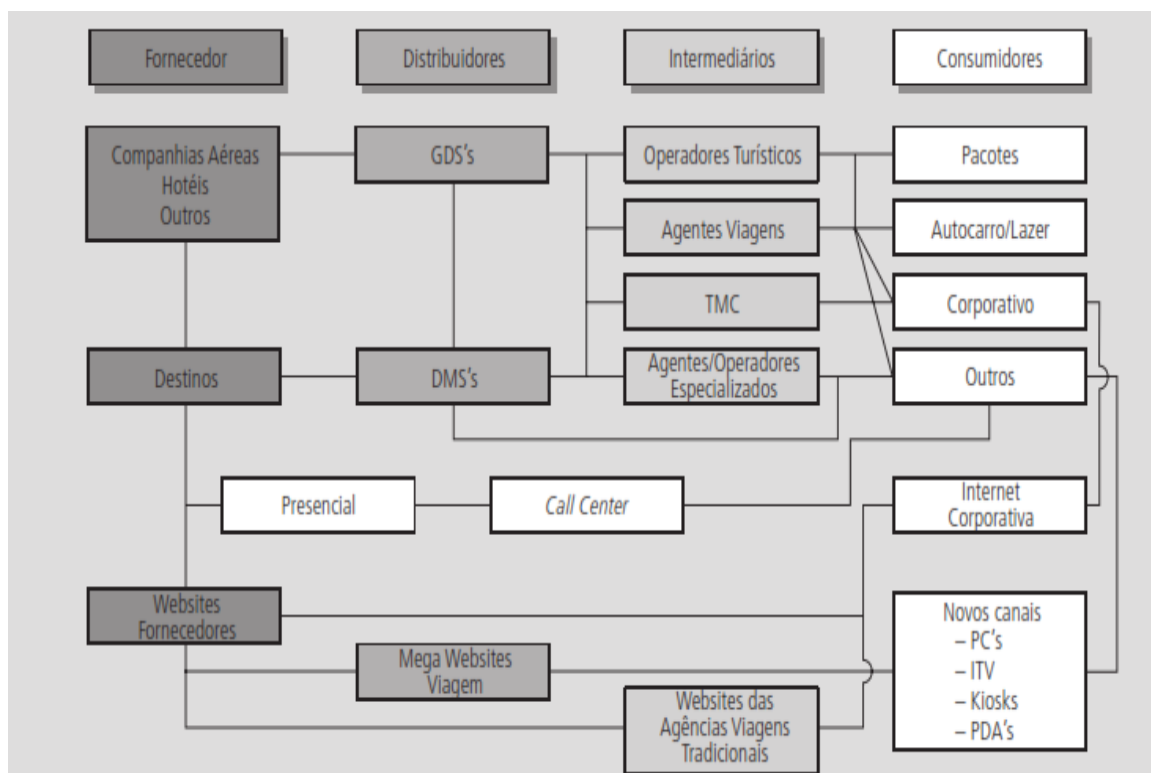 Fornecedor
Distribuidores
Intermediários
Consumidores
Companhias Aéreas
Hotéis
Outros
GDS's
Operadores Turísticos
Pacotes
Agentes Viagens
Autocarro/Lazer
TMC
Corporativo
Destinos
DMS's
Agentes/Operadores
Especializados
Outros
Presencial
Call Center
Internet
Corporativa
Websites
Fornecedores
Mega Websites
Viagem
Websites das
Agências Viagens
Tradicionais
Novos canais
– PC's
– ITV
– Kiosks
– PDA's